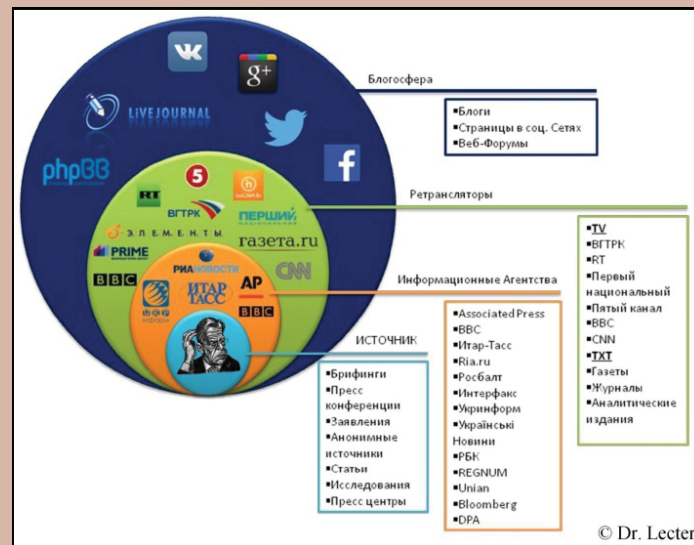 g+
LIVEJOURNAL
phpBB
f
5
RT
ВГТРК
ПЕРШИЙ
ЭЛЕМЕНТЫ
газета.ru
PRIME
BBC
CNN
РИАНОВОСТИ
ИТАР
ТАСС
AP
УКР
BBC
Блогосфера
▪Блоги
▪Страницы в соц. Сетях
▪Веб-Форумы
Ретрансляторы
▪TV
▪ВГТРК
▪RT
▪Первый
национальный
▪Пятый канал
▪BBC
▪CNN
▪TXT
▪Газеты
▪Журналы
▪Аналитические
издания
Информационные Агентства
▪Associated Press
▪BBC
▪Итар-Тасс
▪Ria.ru
▪Росбалт
▪Интерфакс
▪Укринформ
▪Українські
Новини
▪РБК
▪REGNUM
▪Unian
▪Bloomberg
▪DPA
ИСТОЧНИК
▪Брифинги
▪Пресс
конференции
▪Заявления
▪Анонимные
источники
▪Статьи
▪Исследования
▪Пресс центры
© Dr. Lecter